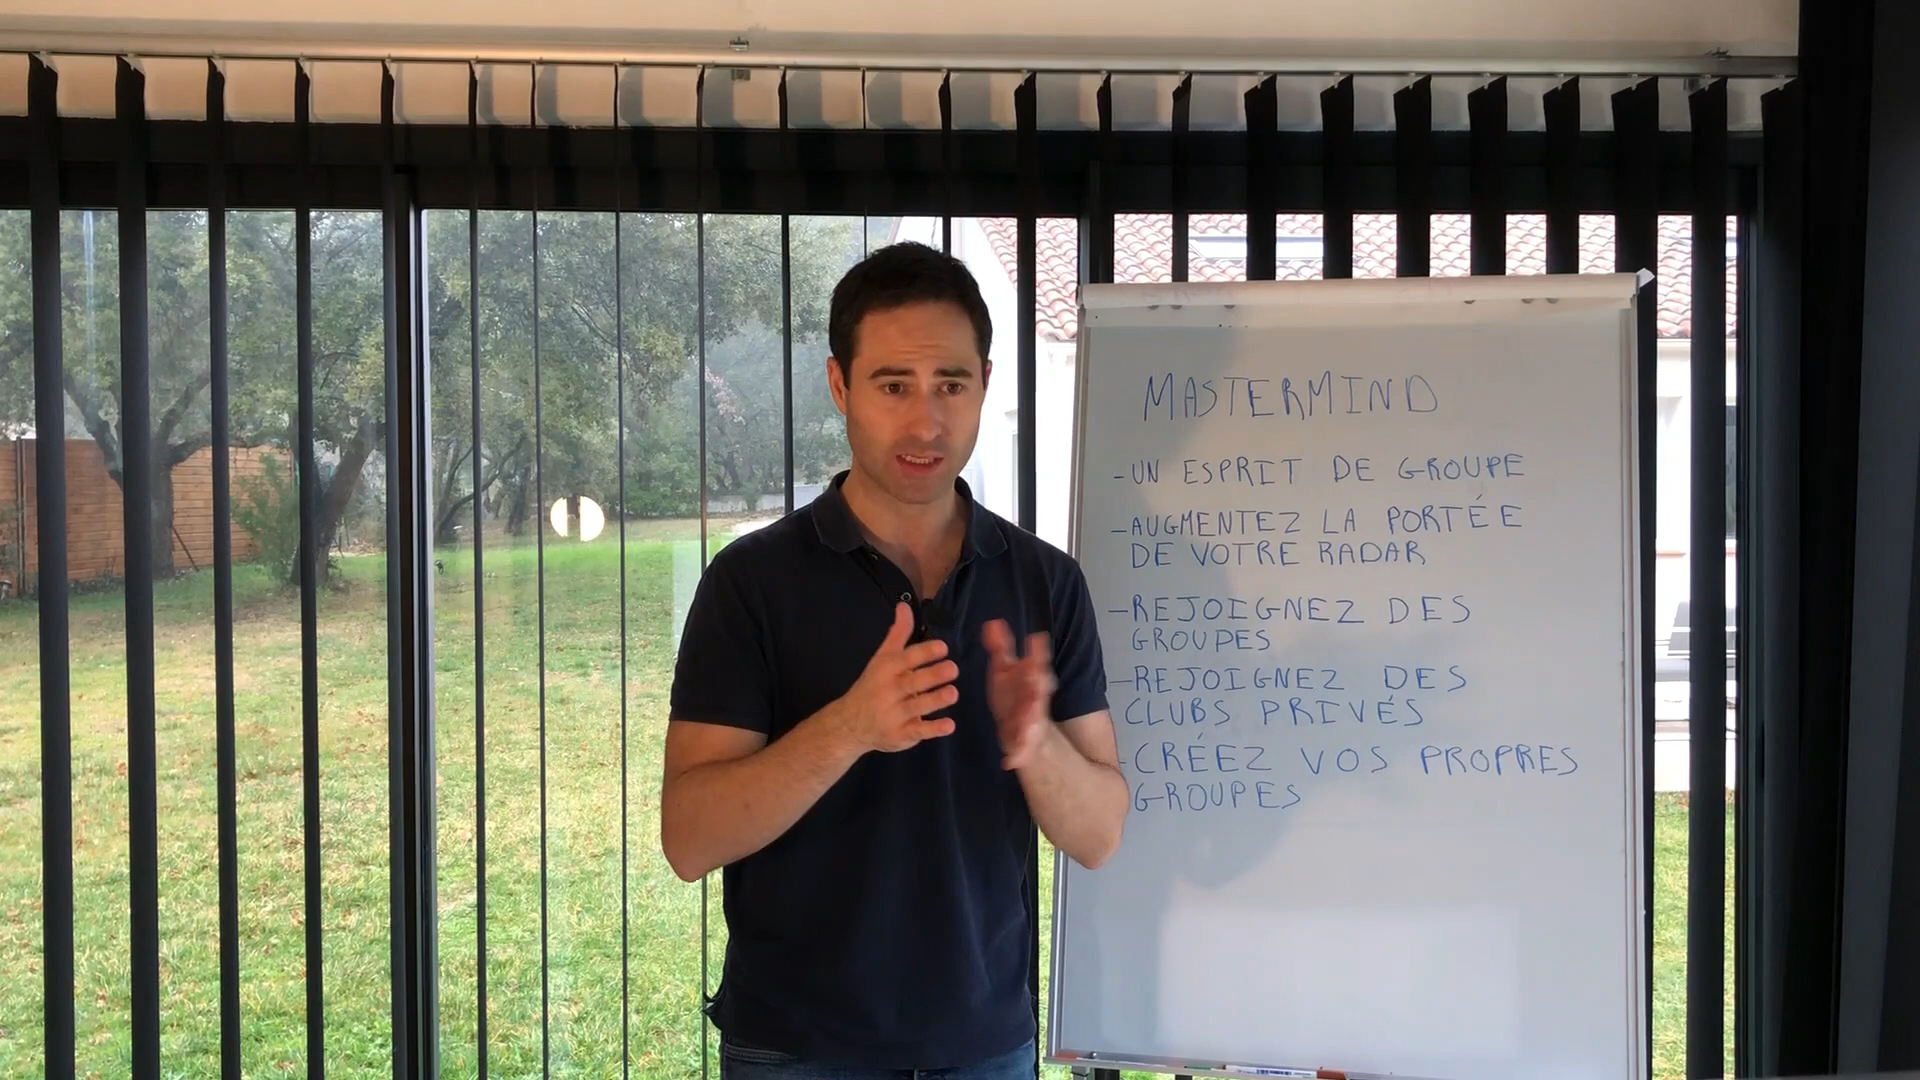 MASTERMIND
-UN ESPRIT DE GROUPE
-AUGMENTEZ LA PORTÉE
DE VOTRE RADAR
-REJOIGNEZ DES
GROUPES
-REJOIGNEZ DES
CLUBS PRIVÉS
-CRÉEZ VOS PROPRES
GROUPES